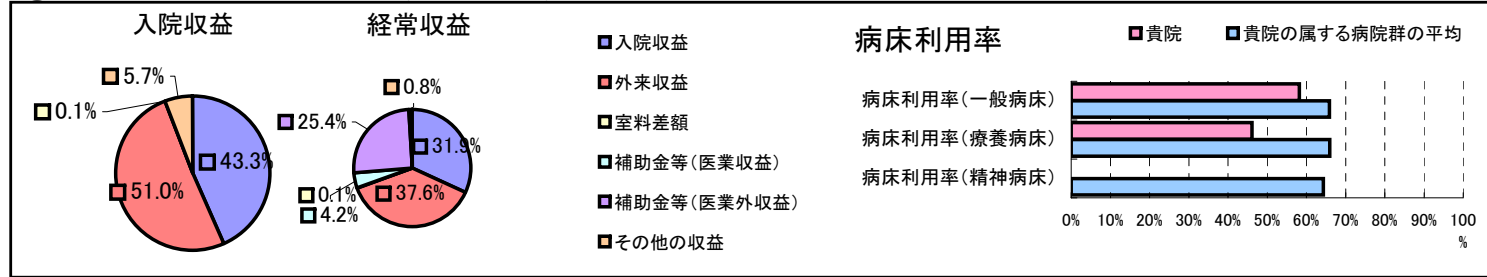 入院収益
5.7%
0.1%
43.3%
51.0%
経常収益
0.8%
25.4%
31.9%
0.1%
37.6%
4.2%
入院収益
外来収益
室料差額
補助金等(医業収益)
補助金等(医業外収益)
その他の収益
病床利用率
貴院
貴院の属する病院群の平均
病床利用率(一般病床)
病床利用率(療養病床)
病床利用率(精神病床)
0% 10% 20% 30% 40% 50% 60% 70% 80% 90% 100
%